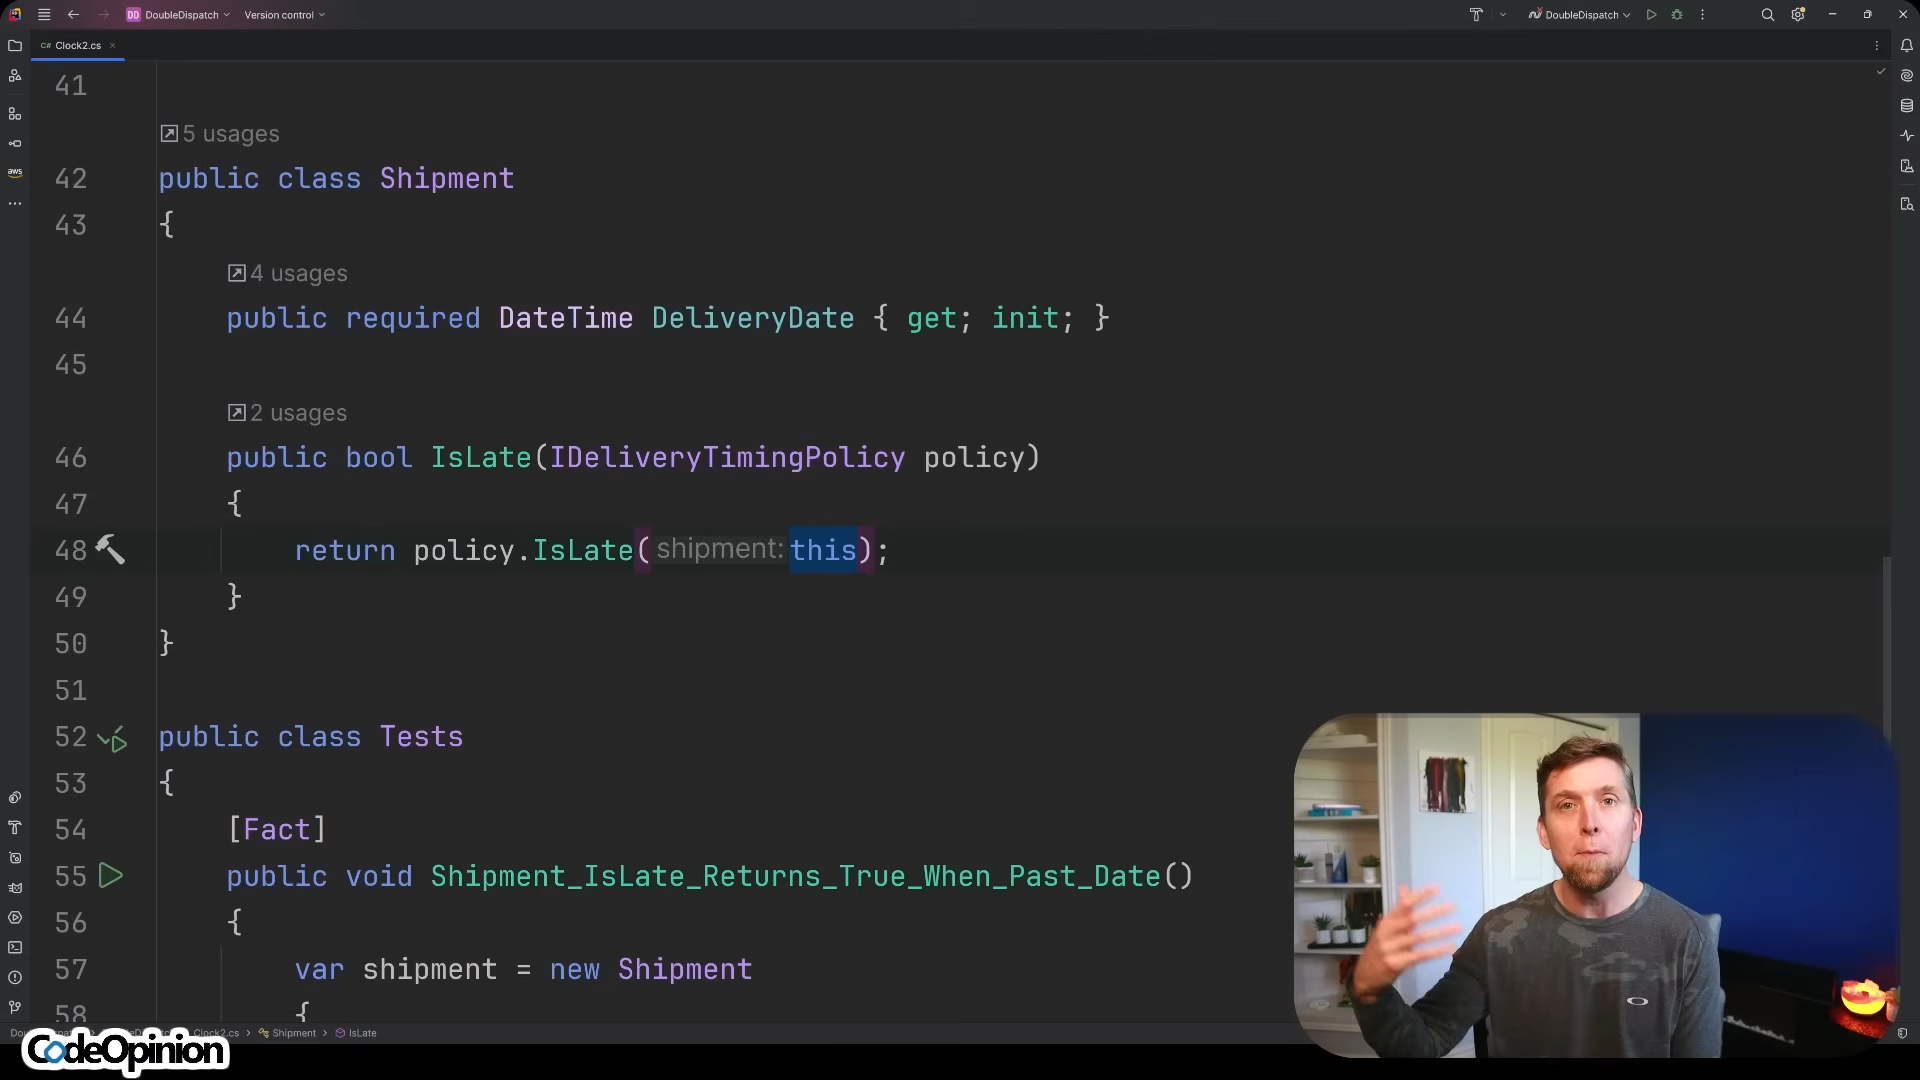 DD DoubleDispatch Version control DoubleDispatch
C# Clock2.cs
41
5 usages
42 public class Shipment
43 {
4 usages
44 public required DateTime DeliveryDate { get; init; }
45
2 usages
46 public bool IsLate(IDeliveryTimingPolicy policy)
47 {
48 return policy.IsLate( shipment: this);
49 }
50 }
51
52 public class Tests
53 {
54 [Fact]
55 public void Shipment_IsLate_Returns_True_When_Past_Date()
56 {
57 var shipment = new Shipment
58 {
aws
Clock2.cs > Shipment > IsLate
CodeOpinion